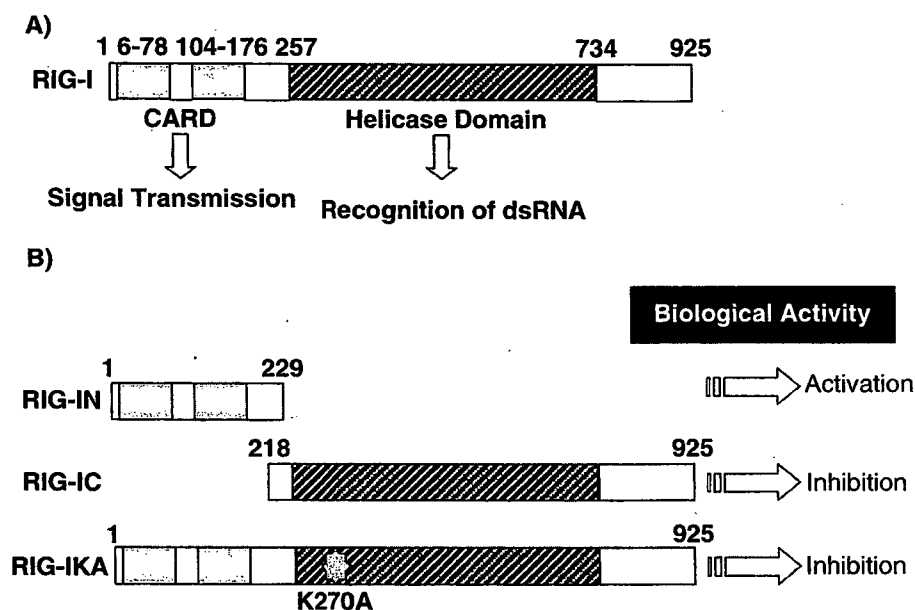 A)
1 6-78 104-176 257 734 925
RIG-I
CARD Helicase Domain
Signal Transmission Recognition of dsRNA
B)
Biological Activity
1 229
RIG-IN Activation
218 925
RIG-IC Inhibition
1 925
RIG-IKA Inhibition
K270A